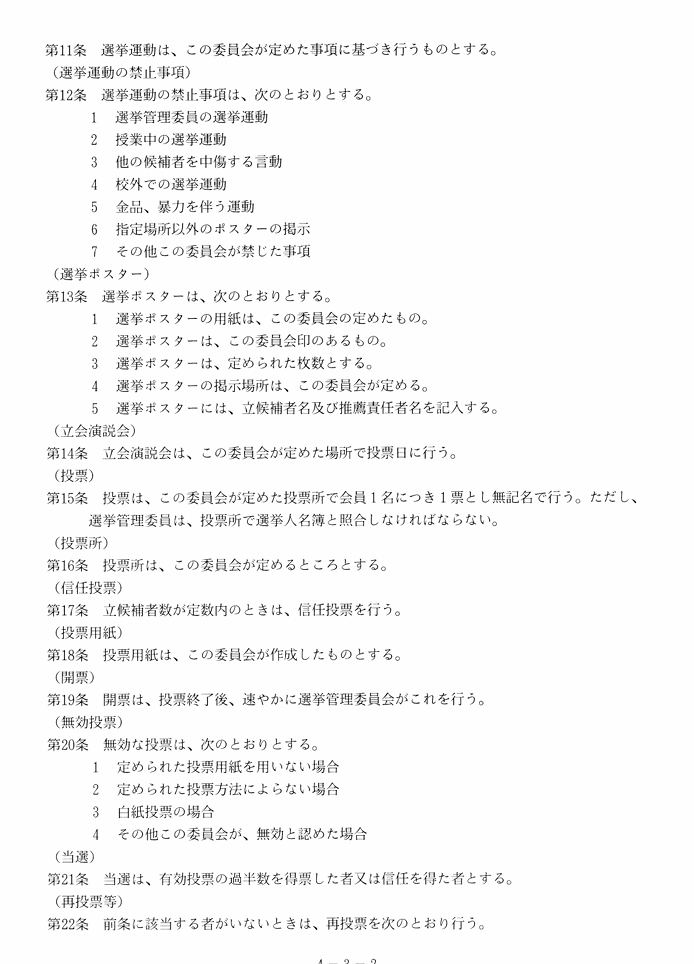 第11条　選挙運動は、この委員会が定めた事項に基づき行うものとする。
（選挙運動の禁止事項）
第12条　選挙運動の禁止事項は、次のとおりとする。
1　選挙管理委員の選挙運動
2　授業中の選挙運動
3　他の候補者を中傷する言動
4　校外での選挙運動
5　金品、暴力を伴う運動
6　指定場所以外のポスターの掲示
7　その他この委員会が禁じた事項
（選挙ポスター）
第13条　選挙ポスターは、次のとおりとする。
1　選挙ポスターの用紙は、この委員会の定めたもの。
2　選挙ポスターは、この委員会印のあるもの。
3　選挙ポスターは、定められた枚数とする。
4　選挙ポスターの掲示場所は、この委員会が定める。
5　選挙ポスターには、立候補者名及び推薦責任者名を記入する。
（立会演説会）
第14条　立会演説会は、この委員会が定めた場所で投票日に行う。
（投票）
第15条　投票は、この委員会が定めた投票所で会員１名につき１票とし無記名で行う。ただし、
選挙管理委員は、投票所で選挙人名簿と照合しなければならない。
（投票所）
第16条　投票所は、この委員会が定めるところとする。
（信任投票）
第17条　立候補者数が定数内のときは、信任投票を行う。
（投票用紙）
第18条　投票用紙は、この委員会が作成したものとする。
（開票）
第19条　開票は、投票終了後、速やかに選挙管理委員会がこれを行う。
（無効投票）
第20条　無効な投票は、次のとおりとする。
1　定められた投票用紙を用いない場合
2　定められた投票方法によらない場合
3　白紙投票の場合
4　その他この委員会が、無効と認めた場合
（当選）
第21条　当選は、有効投票の過半数を得票した者又は信任を得た者とする。
（再投票等）
第22条　前条に該当する者がいないときは、再投票を次のとおり行う。
4－3－2